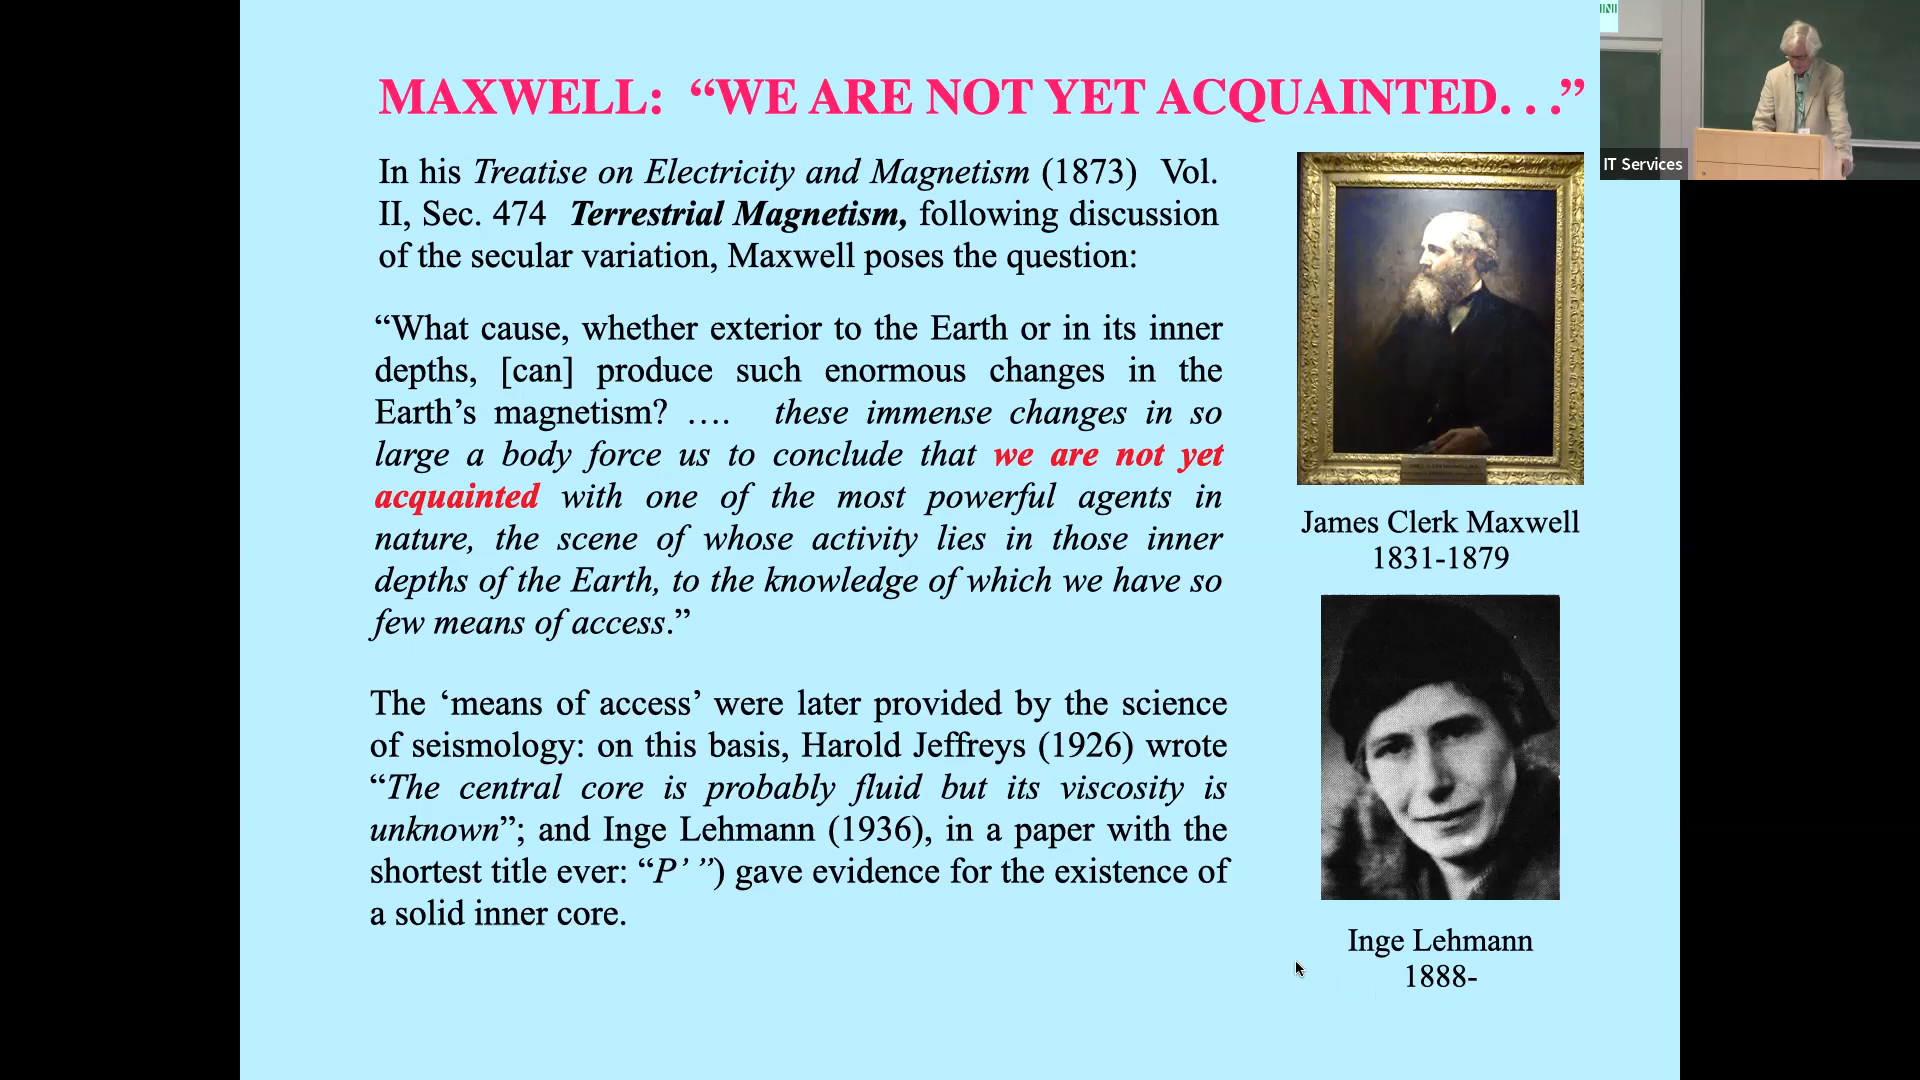 MAXWELL: “WE ARE NOT YET ACQUAINTED. . .”
In his Treatise on Electricity and Magnetism (1873) Vol.
II, Sec. 474 Terrestrial Magnetism, following discussion
of the secular variation, Maxwell poses the question:
“What cause, whether exterior to the Earth or in its inner
depths, [can] produce such enormous changes in the
Earth’s magnetism? …. these immense changes in so
large a body force us to conclude that we are not yet
acquainted with one of the most powerful agents in
nature, the scene of whose activity lies in those inner
depths of the Earth, to the knowledge of which we have so
few means of access.”
The ‘means of access’ were later provided by the science
of seismology: on this basis, Harold Jeffreys (1926) wrote
“The central core is probably fluid but its viscosity is
unknown”; and Inge Lehmann (1936), in a paper with the
shortest title ever: “P’ ”) gave evidence for the existence of
a solid inner core.
James Clerk Maxwell
1831-1879
Inge Lehmann
1888-
IT Services